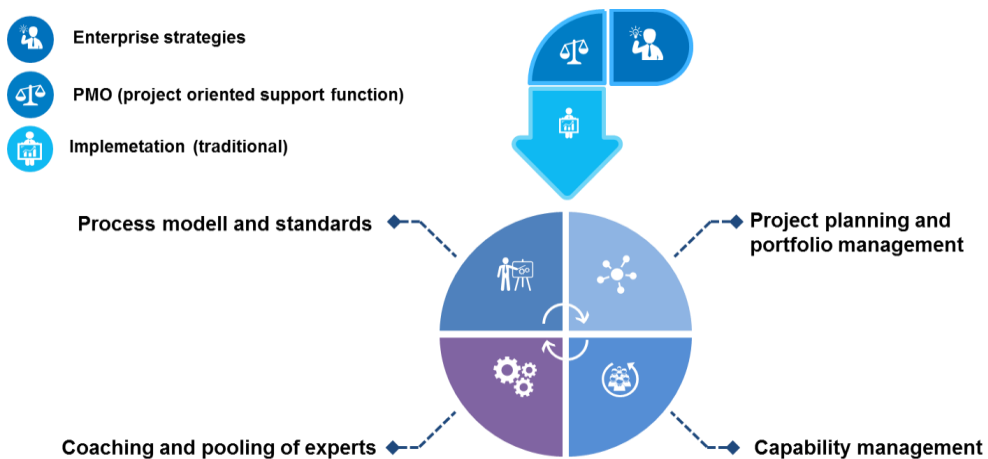 Enterprise strategies
PMO (project oriented support function)
Implemetation (traditional)
Process modell and standards
Project planning and
portfolio management
Coaching and pooling of experts
Capability management